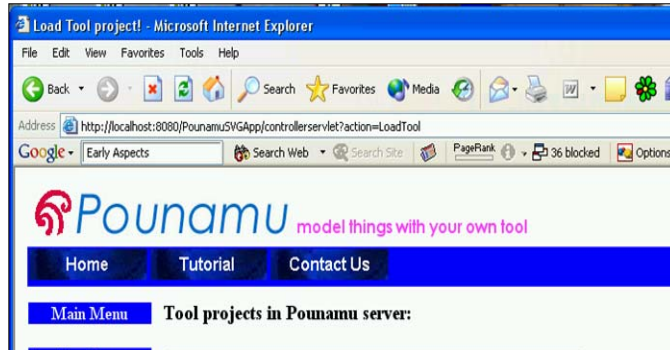 Load Tool project! - Microsoft Internet Explorer
File Edit View Favorites Tools Help
Back Search Favorites Media W
Address http://localhost:8080/PounamuSVGApp/controllerservlet?action=LoadTool
Google Early Aspects Search Web Search Site PageRank 36 blocked Options
Pounamu model things with your own tool
Home Tutorial Contact Us
Main Menu Tool projects in Pounamu server: